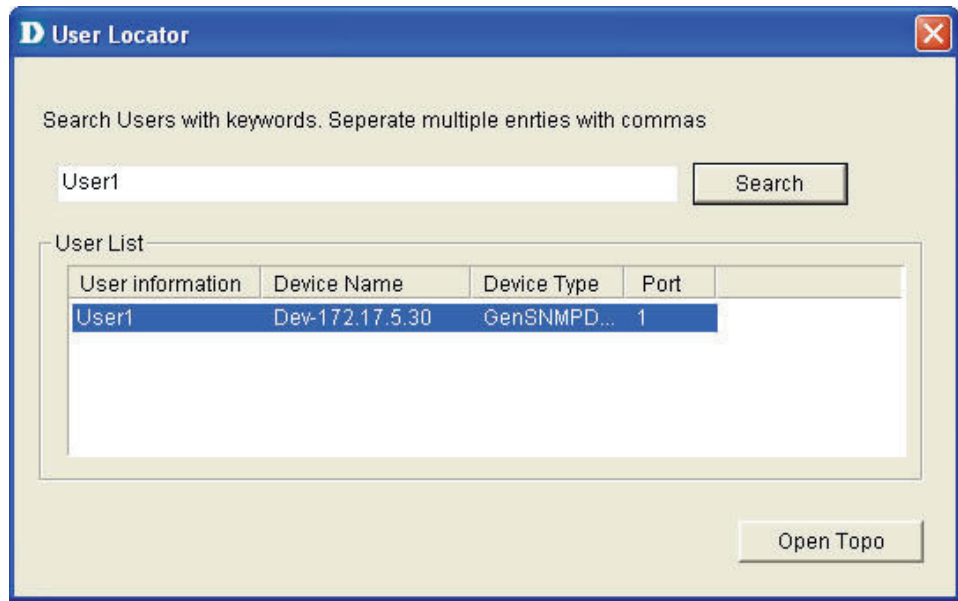 D User Locator
Search Users with keywords. Seperate multiple enrties with commas
User1 Search
User List
User information Device Name Device Type Port
User1 Dev-172.17.5.30 GenSNMPD... 1
Open Topo